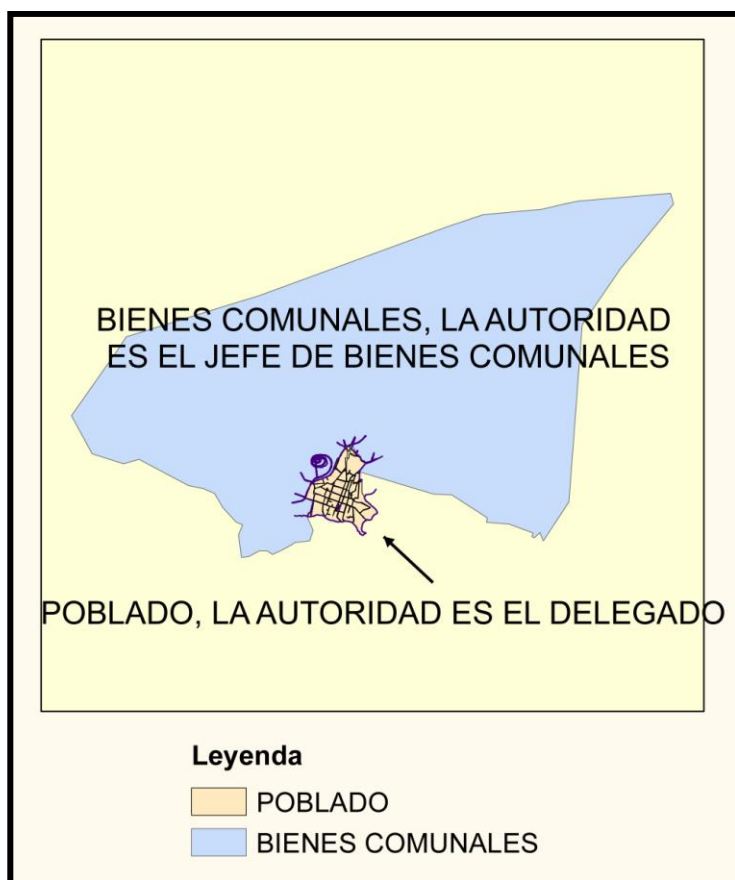 BIENES COMUNALES, LA AUTORIDAD
ES EL JEFE DE BIENES COMUNALES
POBLADO, LA AUTORIDAD ES EL DELEGADO
Leyenda
POBLADO
BIENES COMUNALES